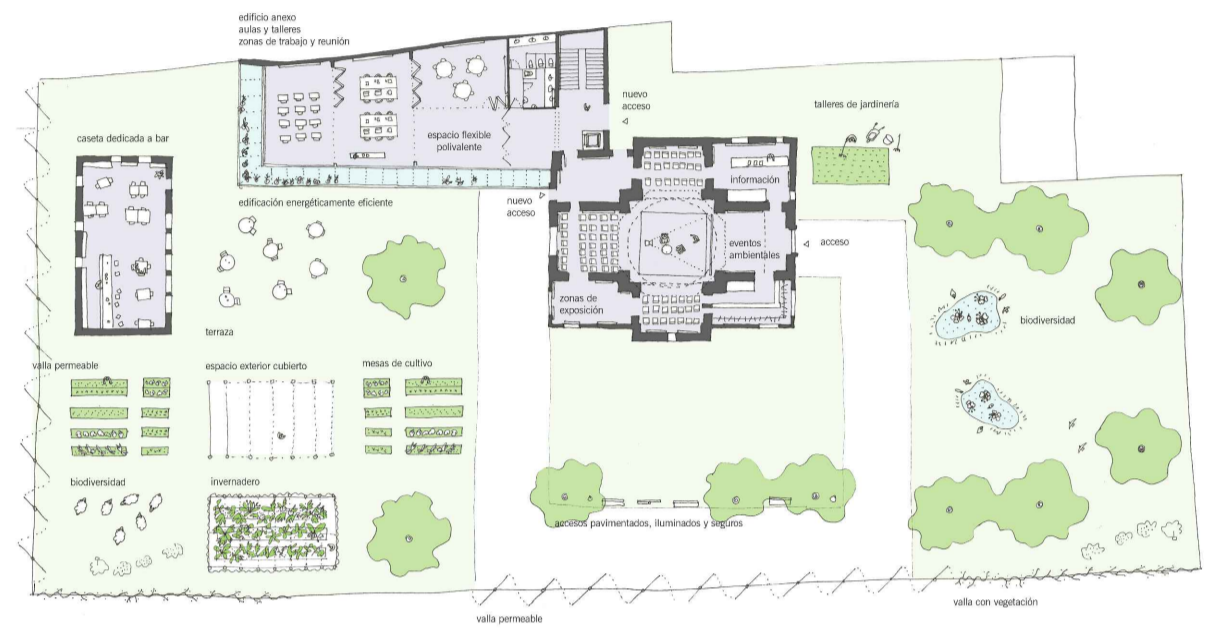 edificio anexo
aulas y talleres
zonas de trabajo y reunión
nuevo
acceso
talleres de jardinería
caseta dedicada a bar
espacio flexible
polivalente
información
edificación energéticamente eficiente
nuevo
acceso
eventos
ambientales
acceso
zonas de
exposición
biodiversidad
terraza
valla permeable
espacio exterior cubierto
mesas de cultivo
biodiversidad
invernadero
accesos pavimentados, iluminados y seguros
valla con vegetación
valla permeable